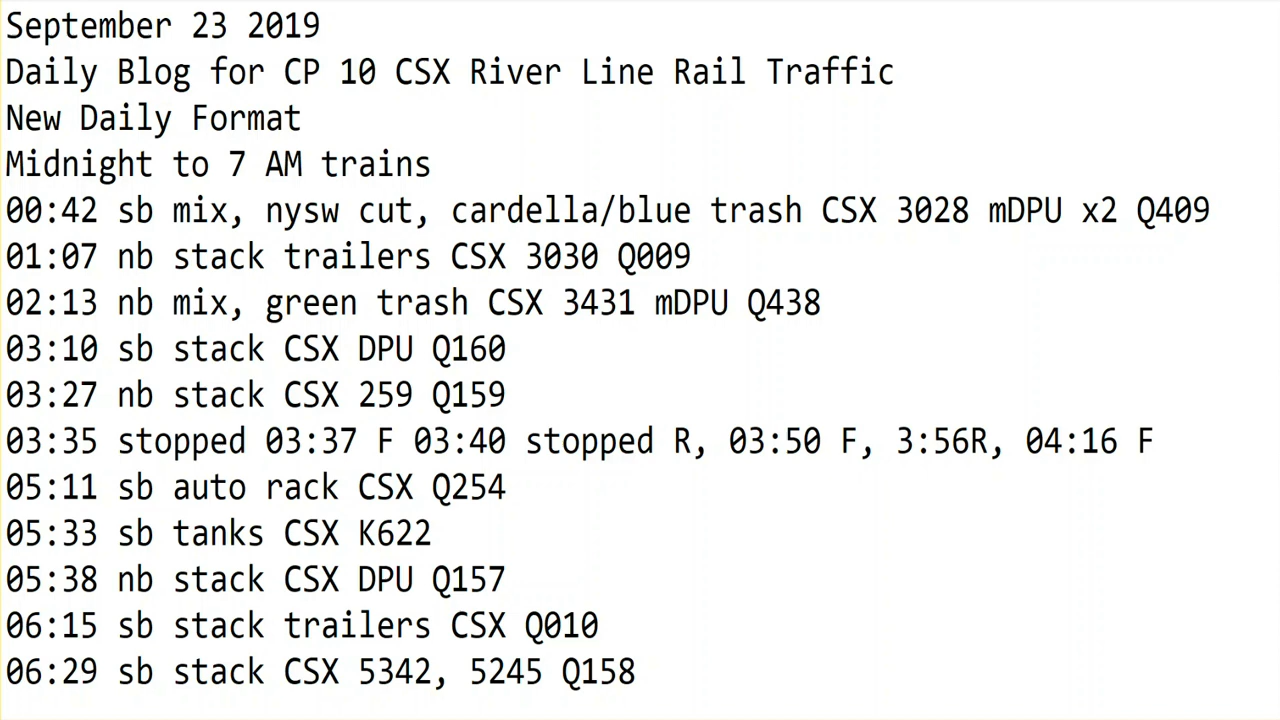 September 23 2019
Daily Blog for CP 10 CSX River Line Rail Traffic
New Daily Format
Midnight to 7 AM trains
00:42 sb mix, nysw cut, cardella/blue trash CSX 3028 mDPU x2 Q409
01:07 nb stack trailers CSX 3030 Q009
02:13 nb mix, green trash CSX 3431 mDPU Q438
03:10 sb stack CSX DPU Q160
03:27 nb stack CSX 259 Q159
03:35 stopped 03:37 F 03:40 stopped R, 03:50 F, 3:56R, 04:16 F
05:11 sb auto rack CSX Q254
05:33 sb tanks CSX K622
05:38 nb stack CSX DPU Q157
06:15 sb stack trailers CSX Q010
06:29 sb stack CSX 5342, 5245 Q158